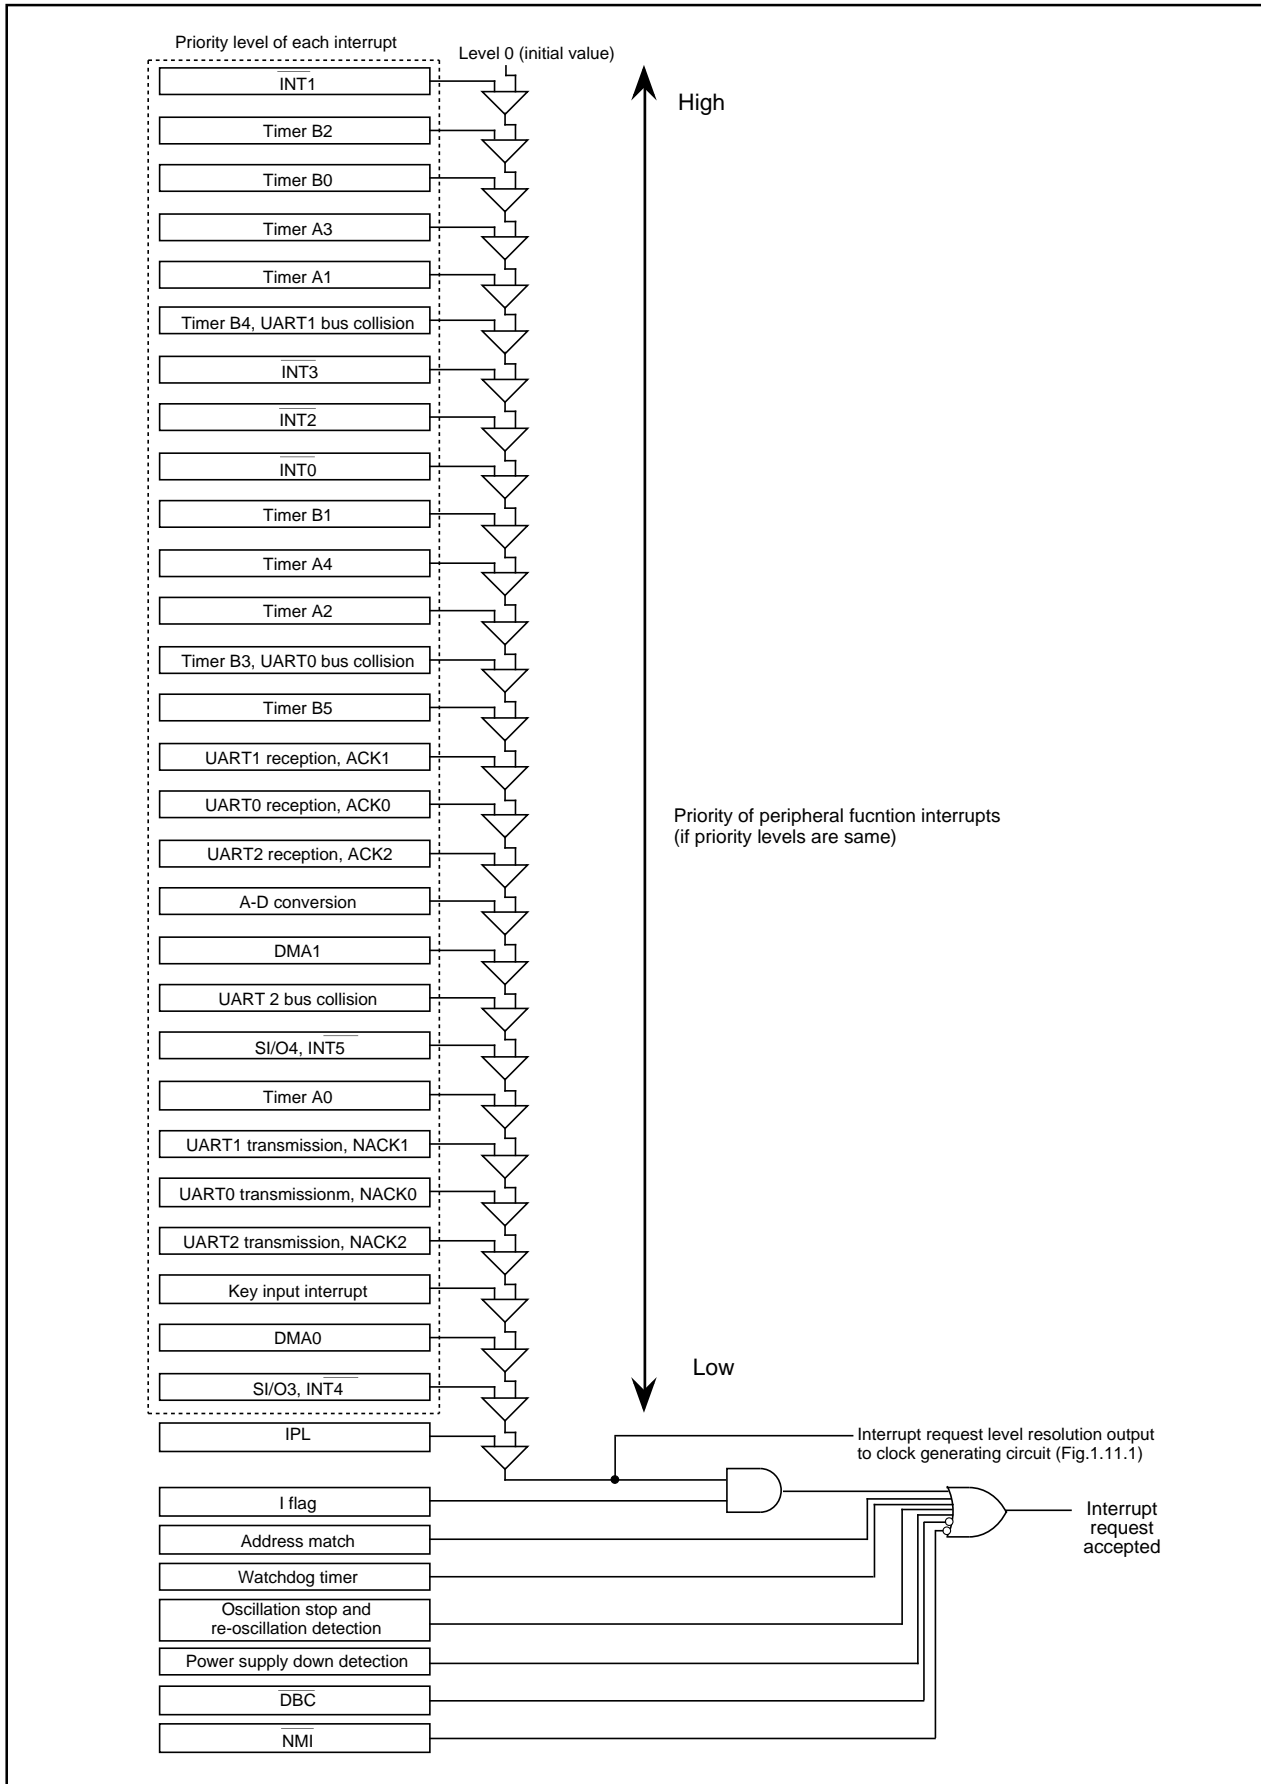 Priority level of each interrupt
Level 0 (initial value)
INT1
High
Timer B2
Timer B0
Timer A3
Timer A1
Timer B4, UART1 bus collision
INT3
INT2
INT0
Timer B1
Timer A4
Timer A2
Timer B3, UART0 bus collision
Timer B5
UART1 reception, ACK1
UART0 reception, ACK0
Priority of peripheral fucntion interrupts
(if priority levels are same)
UART2 reception, ACK2
A-D conversion
DMA1
UART 2 bus collision
SI/O4, INT5
Timer A0
UART1 transmission, NACK1
UART0 transmissionm, NACK0
UART2 transmission, NACK2
Key input interrupt
DMA0
Low
SI/O3, INT4
IPL
Interrupt request level resolution output
to clock generating circuit (Fig.1.11.1)
I flag
Interrupt
request
accepted
Address match
Watchdog timer
Oscillation stop and
re-oscillation detection
Power supply down detection
DBC
NMI